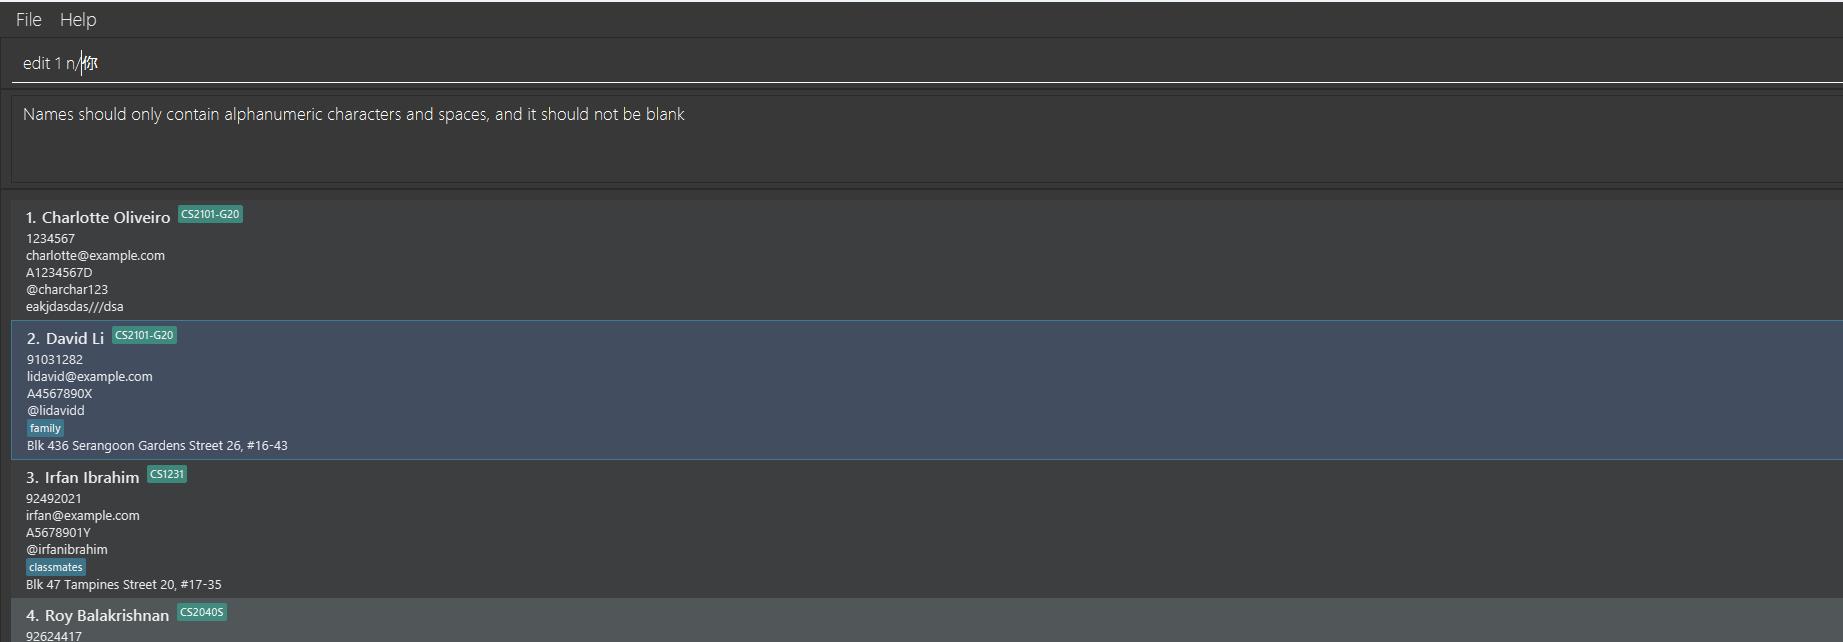 File Help
edit 1 n/你
Names should only contain alphanumeric characters and spaces, and it should not be blank
1. Charlotte Oliveiro CS2101-G20
1234567
charlotte@example.com
A1234567D
@charchar123
eakjdasdas///dsa
2. David Li CS2101-G20
91031282
lidavid@example.com
A4567890X
@lidavidd
family
Blk 436 Serangoon Gardens Street 26, #16-43
3. Irfan Ibrahim CS1231
92492021
irfan@example.com
A5678901Y
@irfanibrahim
classmates
Blk 47 Tampines Street 20, #17-35
4. Roy Balakrishnan CS2040S
92624417